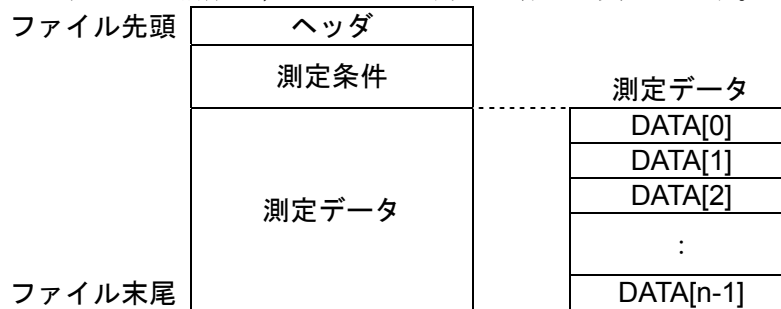 ファイル先頭
ヘッダ
測定条件
測定データ
ファイル末尾
測定データ
DATA[0]
DATA[1]
DATA[2]
:
DATA[n-1]